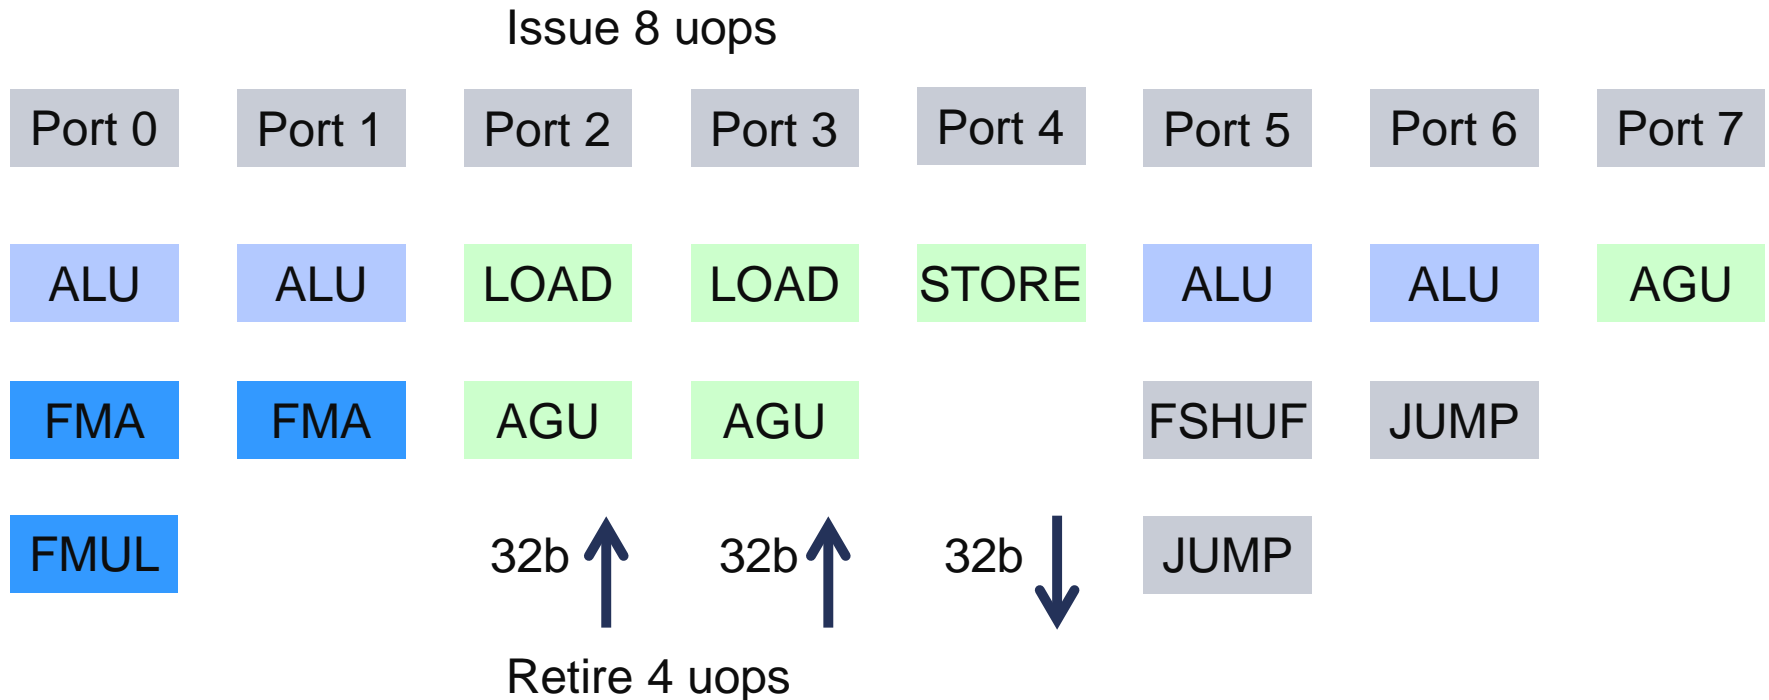 Issue 8 uops
Port 0 Port 1 Port 2 Port 3 Port 4 Port 5 Port 6 Port 7
ALU ALU LOAD LOAD STORE ALU ALU AGU
FMA FMA AGU AGU FSHUF JUMP
FMUL 32b 32b 32b JUMP
Retire 4 uops